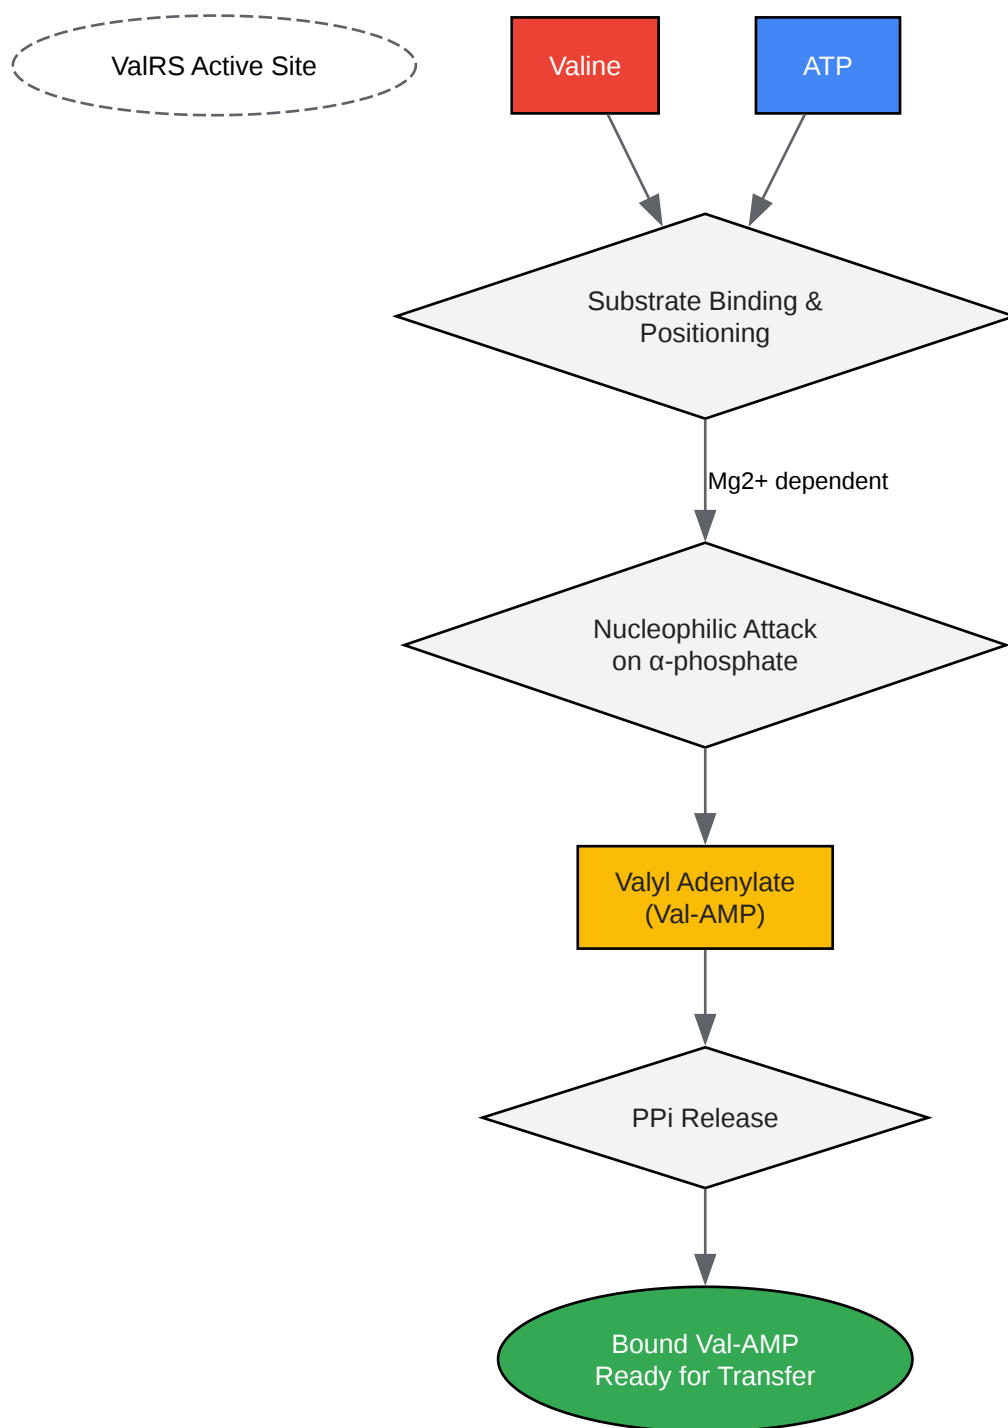 ValRS Active Site
Valine
ATP
Substrate Binding &
Positioning
Mg2+ dependent
Nucleophilic Attack
on α-phosphate
Valyl Adenylate
(Val-AMP)
PPi Release
Bound Val-AMP
Ready for Transfer